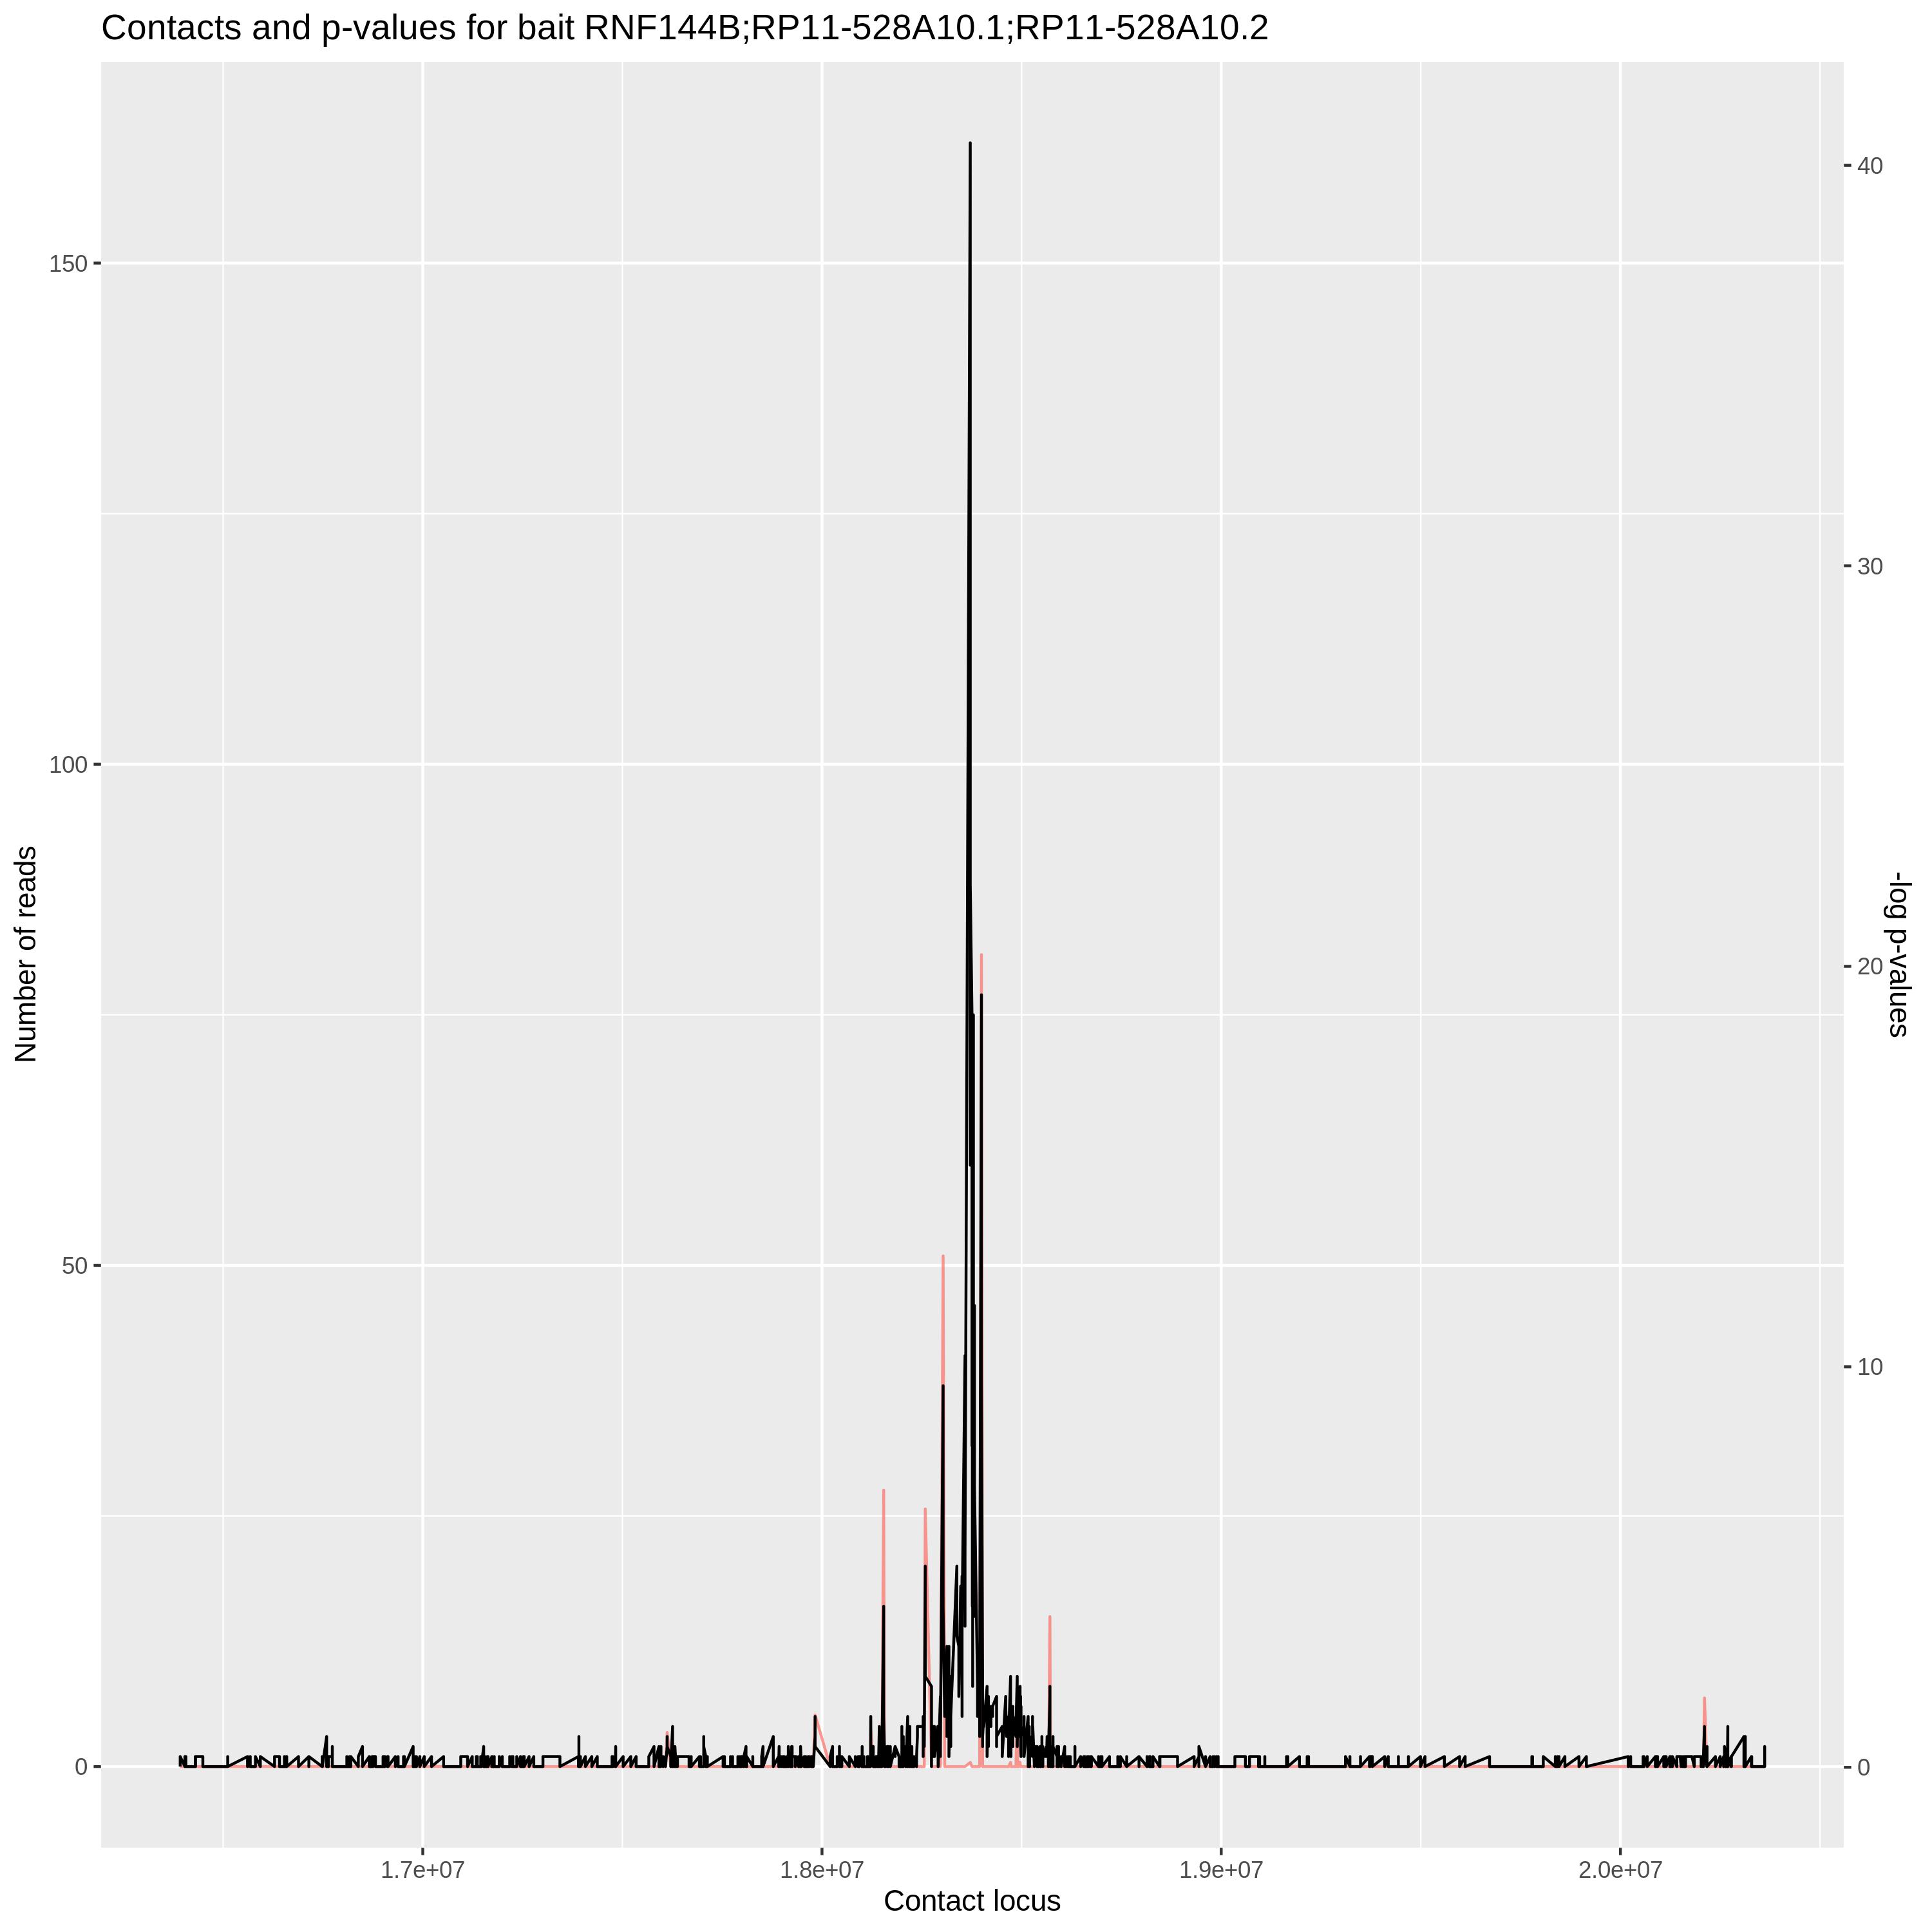 Contacts and p-values for bait RNF144B;RP11-528A10.1;RP11-528A10.2
150
100
50
0
Number of reads
40
30
20
10
0
-log p-values
1.7e+07 1.8e+07 1.9e+07 2.0e+07
Contact locus